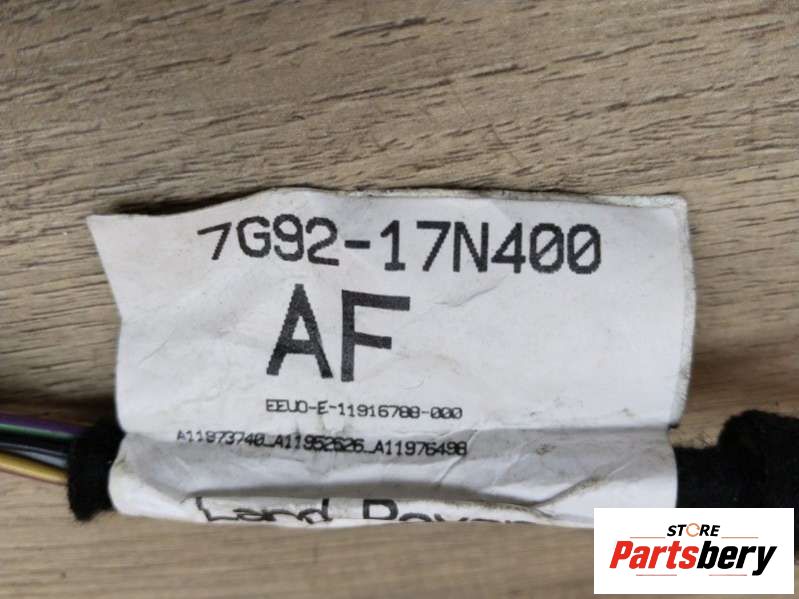 7G92-17N400
AF
EEUO-E-11916788-000
A11973740_A11952626_A11976498
Land Rover
STORE
Partsbery